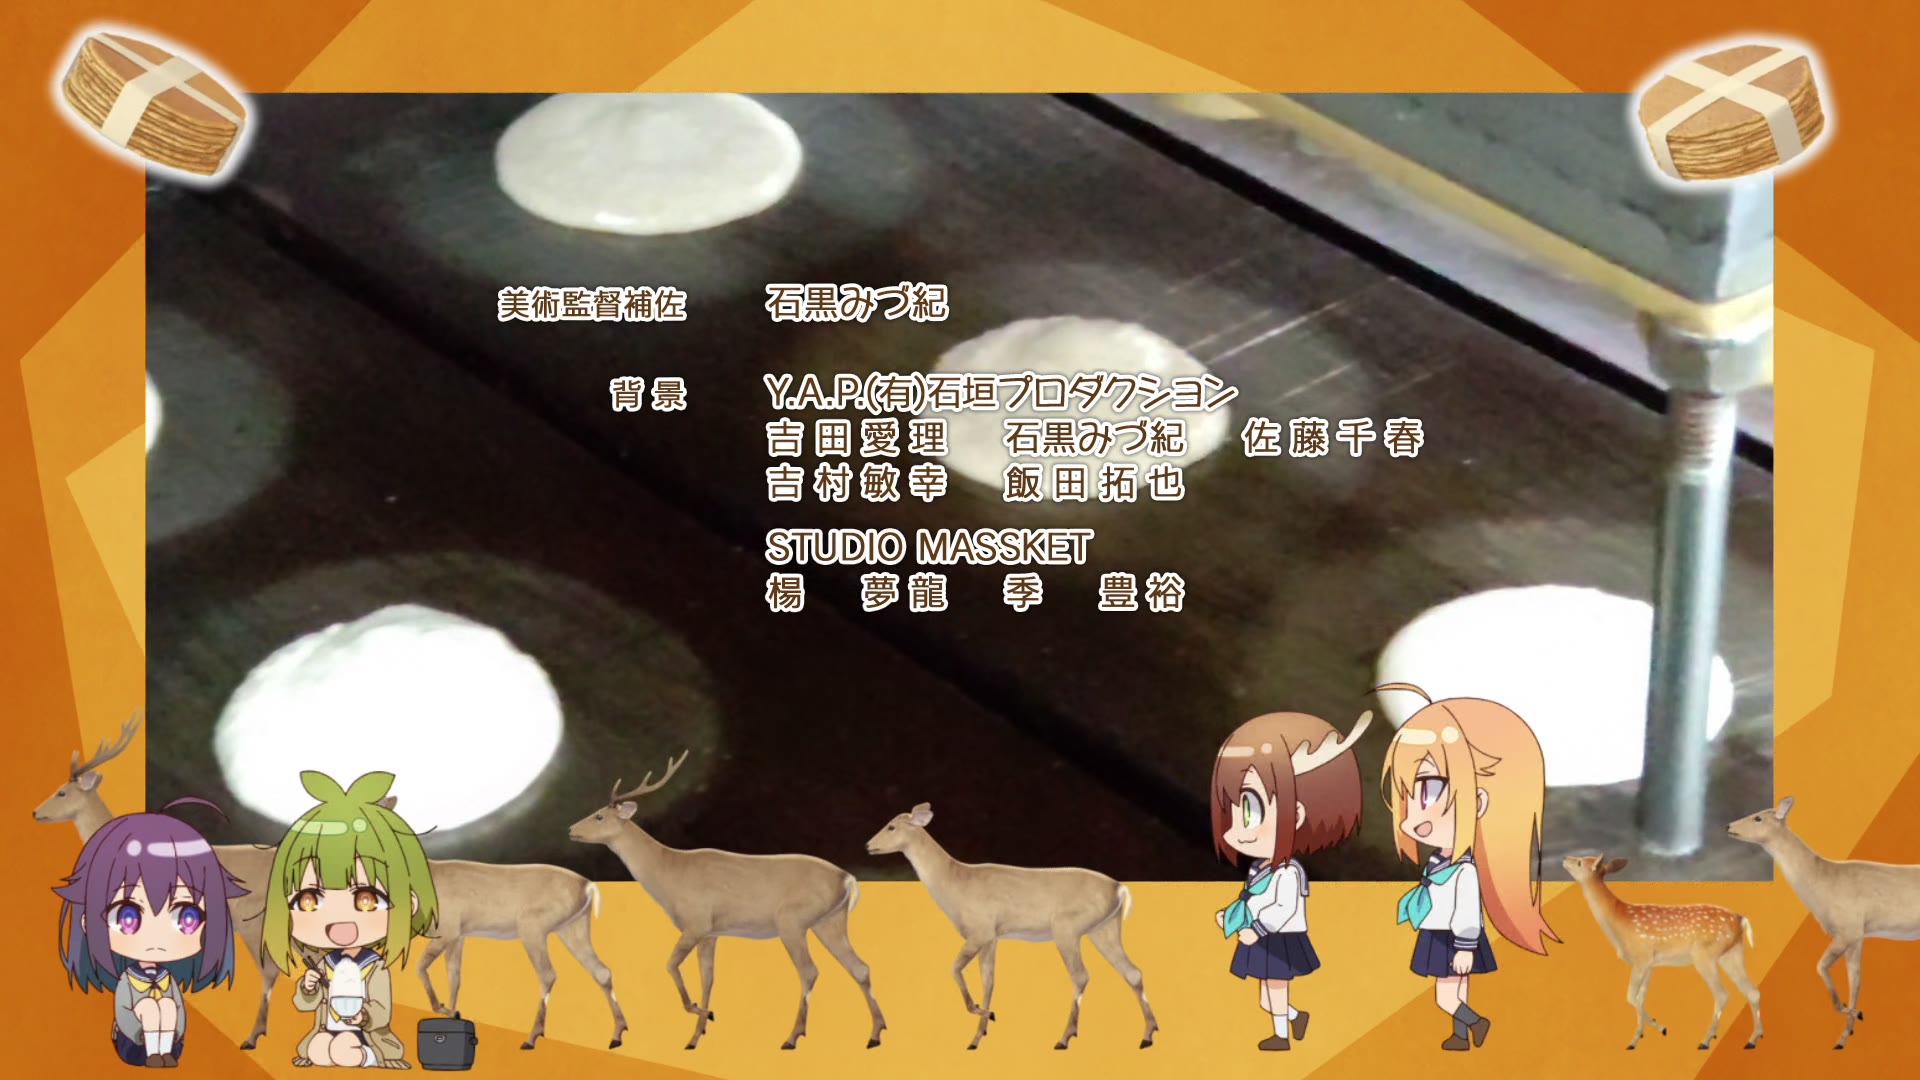 美術監督補佐 石黒みづ紀
背景 Y.A.P.(有)石垣プロダクション
吉田愛理 石黒みづ紀 佐藤千春
吉村敏幸 飯田拓也
STUDIO MASSKET
楊 夢龍 季 豊裕